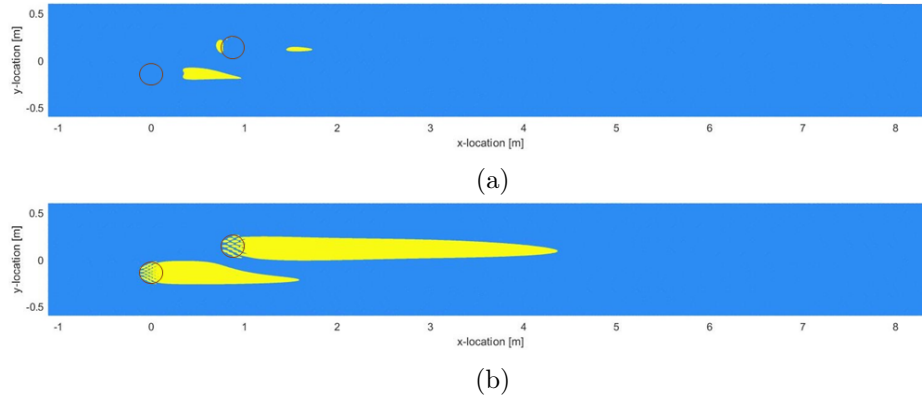 0.5
y-location [m]
0
-0.5
-1 0 1 2 3 4 5 6 7 8
x-location [m]
(a)
0.5
y-location [m]
0
-0.5
-1 0 1 2 3 4 5 6 7 8
x-location [m]
(b)